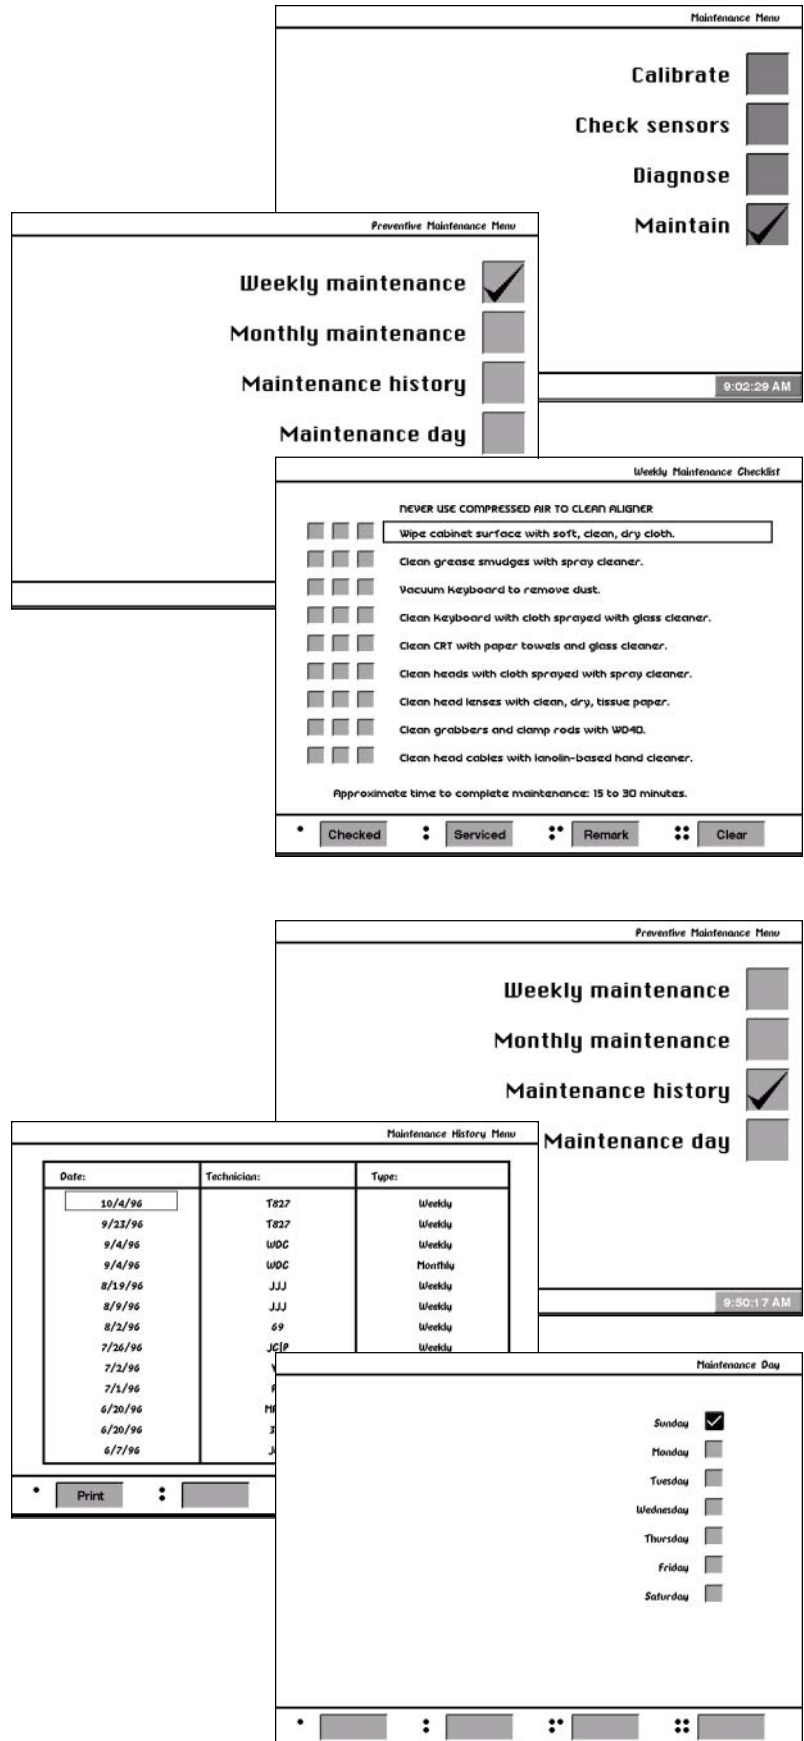 Maintenance Menu
Calibrate
Check sensors
Diagnose
Maintain
9:02:29 AM
Preventive Maintenance Menu
Weekly maintenance
Monthly maintenance
Maintenance history
Maintenance day
Weekly Maintenance Checklist
NEVER USE COMPRESSED AIR TO CLEAN ALIGNER
Wipe cabinet surface with soft, clean, dry cloth.
Clean grease smudges with spray cleaner.
Vacuum keyboard to remove dust.
Clean keyboard with cloth sprayed with glass cleaner.
Clean CRT with paper towels and glass cleaner.
Clean heads with cloth sprayed with spray cleaner.
Clean head lenses with clean, dry, tissue paper.
Clean grabbers and clamp rods with WD40.
Clean head cables with lanolin-based hand cleaner.
Approximate time to complete maintenance: 15 to 30 minutes.
Checked Serviced Remark Clear
Preventive Maintenance Menu
Weekly maintenance
Monthly maintenance
Maintenance history
Maintenance day
9:50:17 AM
Maintenance History Menu
Date: Technician: Type:
10/4/96 T827 Weekly
9/23/96 T827 Weekly
9/4/96 WOC Weekly
9/4/96 WOC Monthly
8/19/96 JJJ Weekly
8/9/96 JJJ Weekly
8/2/96 69 Weekly
7/26/96 Weekly
7/2/96
7/1/96
6/20/96
6/20/96
6/7/96
Print
Maintenance Day
Sunday
Monday
Tuesday
Wednesday
Thursday
Friday
Saturday